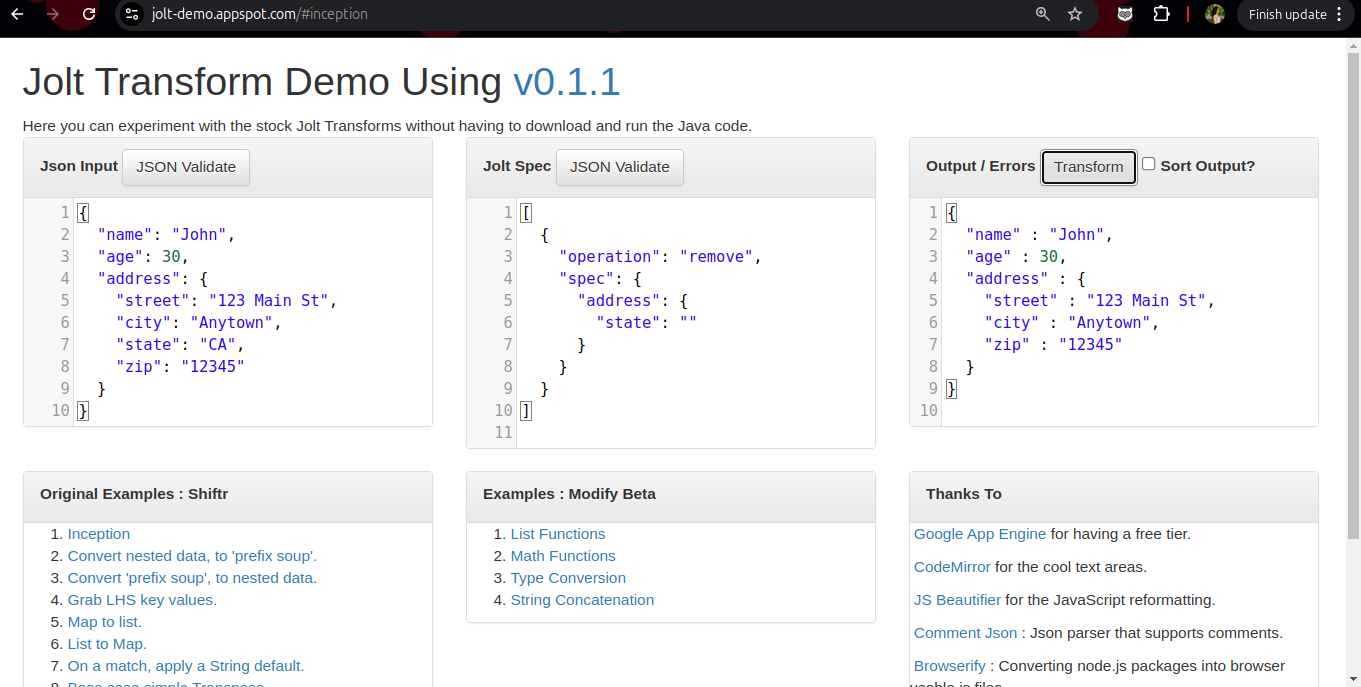 jolt-demo.appspot.com/#inception
Finish update
Jolt Transform Demo Using v0.1.1
Here you can experiment with the stock Jolt Transforms without having to download and run the Java code.
Json Input JSON Validate
1 {
2 "name": "John",
3 "age": 30,
4 "address": {
5 "street": "123 Main St",
6 "city": "Anytown",
7 "state": "CA",
8 "zip": "12345"
9 }
10 }
Jolt Spec JSON Validate
1 [
2 {
3 "operation": "remove",
4 "spec": {
5 "address": {
6 "state": ""
7 }
8 }
9 }
10 ]
11
Output / Errors Transform Sort Output?
1 {
2 "name" : "John",
3 "age" : 30,
4 "address" : {
5 "street" : "123 Main St",
6 "city" : "Anytown",
7 "zip" : "12345"
8 }
9 }
10
Original Examples : Shiftr
1. Inception
2. Convert nested data, to 'prefix soup'.
3. Convert 'prefix soup', to nested data.
4. Grab LHS key values.
5. Map to list.
6. List to Map.
7. On a match, apply a String default.
8.
Examples : Modify Beta
1. List Functions
2. Math Functions
3. Type Conversion
4. String Concatenation
Thanks To
Google App Engine for having a free tier.
CodeMirror for the cool text areas.
JS Beautifier for the JavaScript reformatting.
Comment Json : Json parser that supports comments.
Browserify : Converting node.js packages into browser